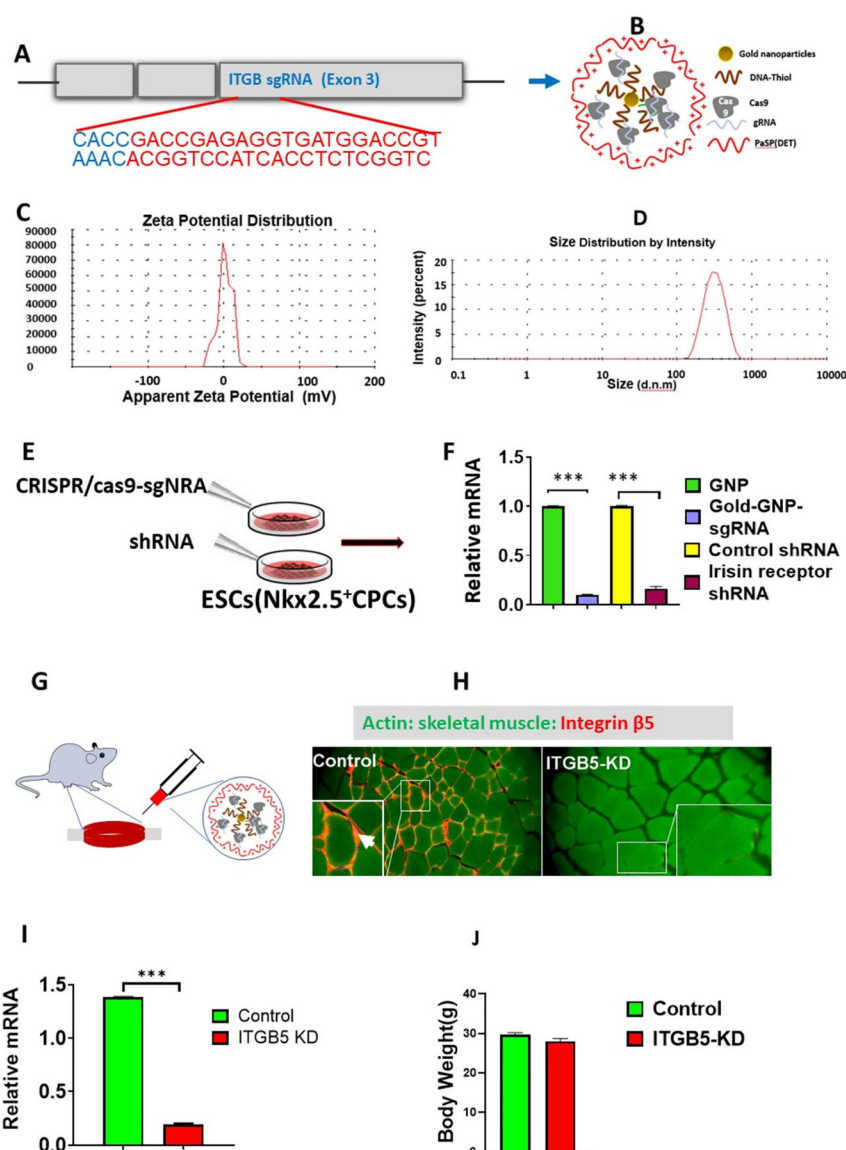 A
ITGB sgRNA (Exon 3)
CACCGACCGAGAGGTGATGGACCGT
AAACACGGTCCATCACCTCTCGGTC
B
Gold nanoparticles
DNA-Thiol
Cas 9
Cas9
gRNA
PaSP(DET)
C
Zeta Potential Distribution
90000
80000
70000
60000
50000
40000
30000
20000
10000
0
-100
0
100
200
Apparent Zeta Potential (mV)
D
Size Distribution by Intensity
Intensity (percent)
20
15
10
5
0
0.1
1
10
100
1000
10000
Size (d.n.m)
E
CRISPR/cas9-sgNRA
shRNA
ESCs(Nkx2.5+CPCs)
F
Relative mRNA
1.5
1.0
0.5
0.0
***
***
GNP
Gold-GNP-
sgRNA
Control shRNA
Irisin receptor
shRNA
G
H
Actin: skeletal muscle: Integrin β5
Control
ITGB5-KD
I
Relative mRNA
1.5
1.0
0.5
0.0
***
Control
ITGB5 KD
J
Body Weight(g)
40
30
20
10
0
Control
ITGB5-KD